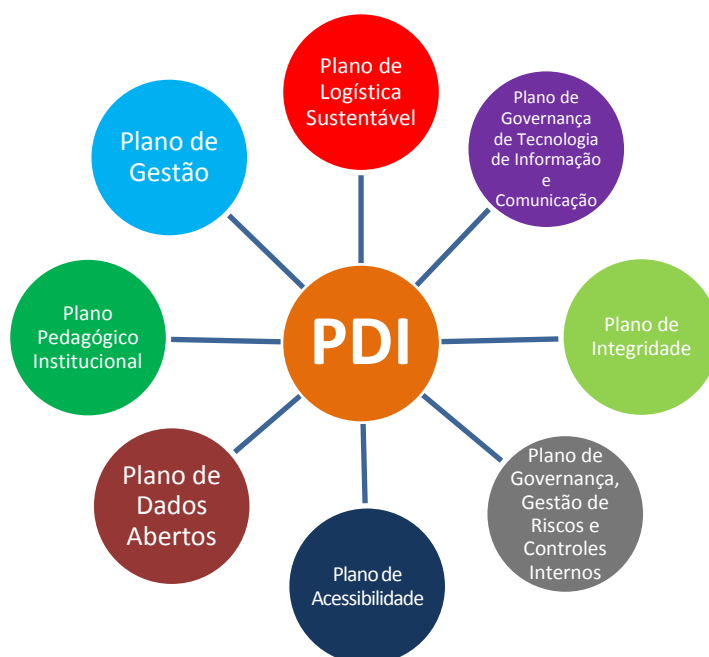 Plano de
Logística
Sustentável
Plano de
Governança
de Tecnologia
de Informação
e
Comunicação
Plano de
Gestão
PDI
Plano
Pedagógico
Institucional
Plano de
Integridade
Plano de
Dados
Abertos
Plano de
Governança,
Gestão de
Riscos e
Controles
Internos
Plano de
Acessibilidade